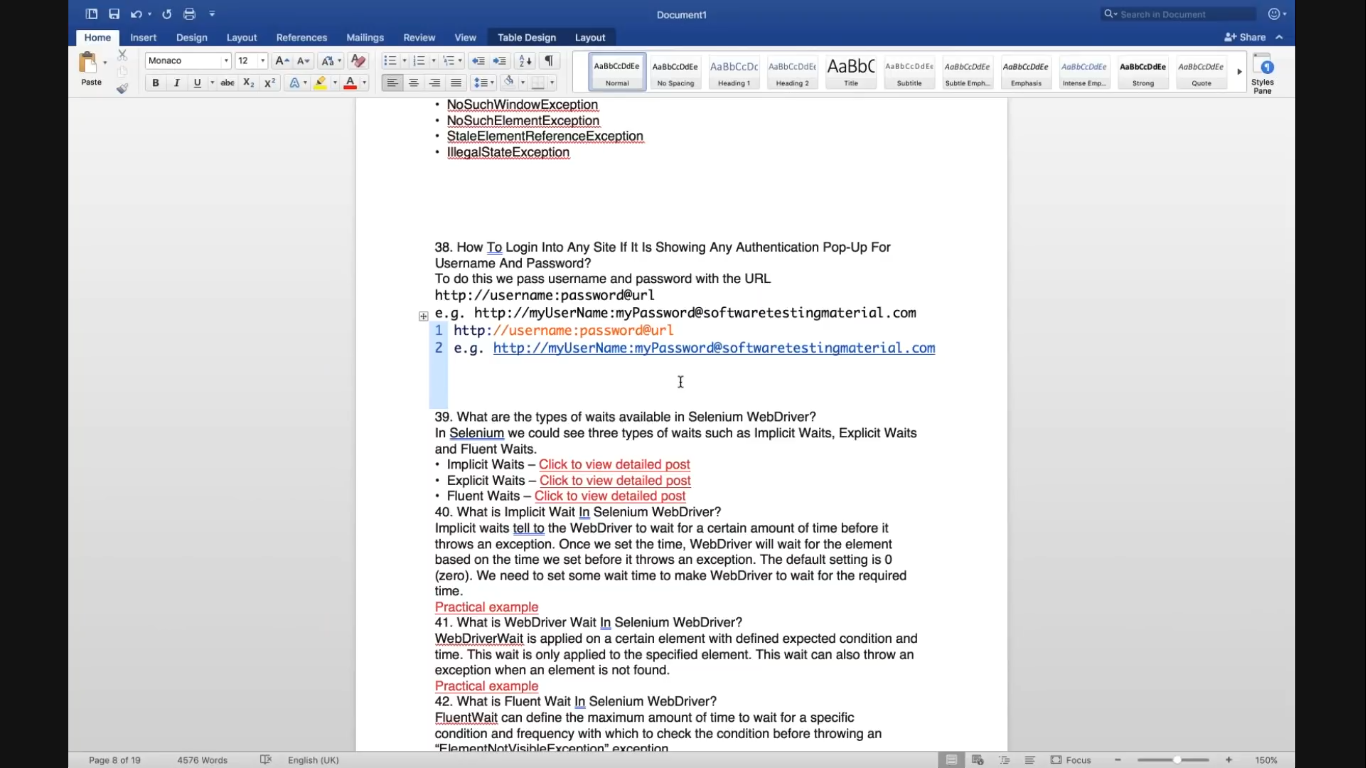 Document1
Search in Document
Home Insert Design Layout References Mailings Review View Table Design Layout Share
Paste Monaco 12
AaBbCcDdEe AaBbCcDdEe AaBbCcDc AaBbCcDdEe AaBbC AaBbCcDdEe AaBbCcDdEe AaBbCcDdEe AaBbCcDdEe AaBbCcDdEe AaBbCcDdEe
Normal No Spacing Heading 1 Heading 2 Title Subtitle Subtle Emph... Emphasis Intense Emp... Strong Quote Styles Pane
• NoSuchWindowException
• NoSuchElementException
• StaleElementReferenceException
• IllegalStateException
38. How To Login Into Any Site If It Is Showing Any Authentication Pop-Up For
Username And Password?
To do this we pass username and password with the URL
http://username:password@url
e.g. http://myUserName:myPassword@softwaretestingmaterial.com
1 http://username:password@url
2 e.g. http://myUserName:myPassword@softwaretestingmaterial.com
39. What are the types of waits available in Selenium WebDriver?
In Selenium we could see three types of waits such as Implicit Waits, Explicit Waits
and Fluent Waits.
• Implicit Waits – Click to view detailed post
• Explicit Waits – Click to view detailed post
• Fluent Waits – Click to view detailed post
40. What is Implicit Wait In Selenium WebDriver?
Implicit waits tell to the WebDriver to wait for a certain amount of time before it
throws an exception. Once we set the time, WebDriver will wait for the element
based on the time we set before it throws an exception. The default setting is 0
(zero). We need to set some wait time to make WebDriver to wait for the required
time.
Practical example
41. What is WebDriver Wait In Selenium WebDriver?
WebDriverWait is applied on a certain element with defined expected condition and
time. This wait is only applied to the specified element. This wait can also throw an
exception when an element is not found.
Practical example
42. What is Fluent Wait In Selenium WebDriver?
FluentWait can define the maximum amount of time to wait for a specific
condition and frequency with which to check the condition before throwing an
"ElementNotVisibleException" exception
Page 8 of 19 4576 Words English (UK) Focus 150%